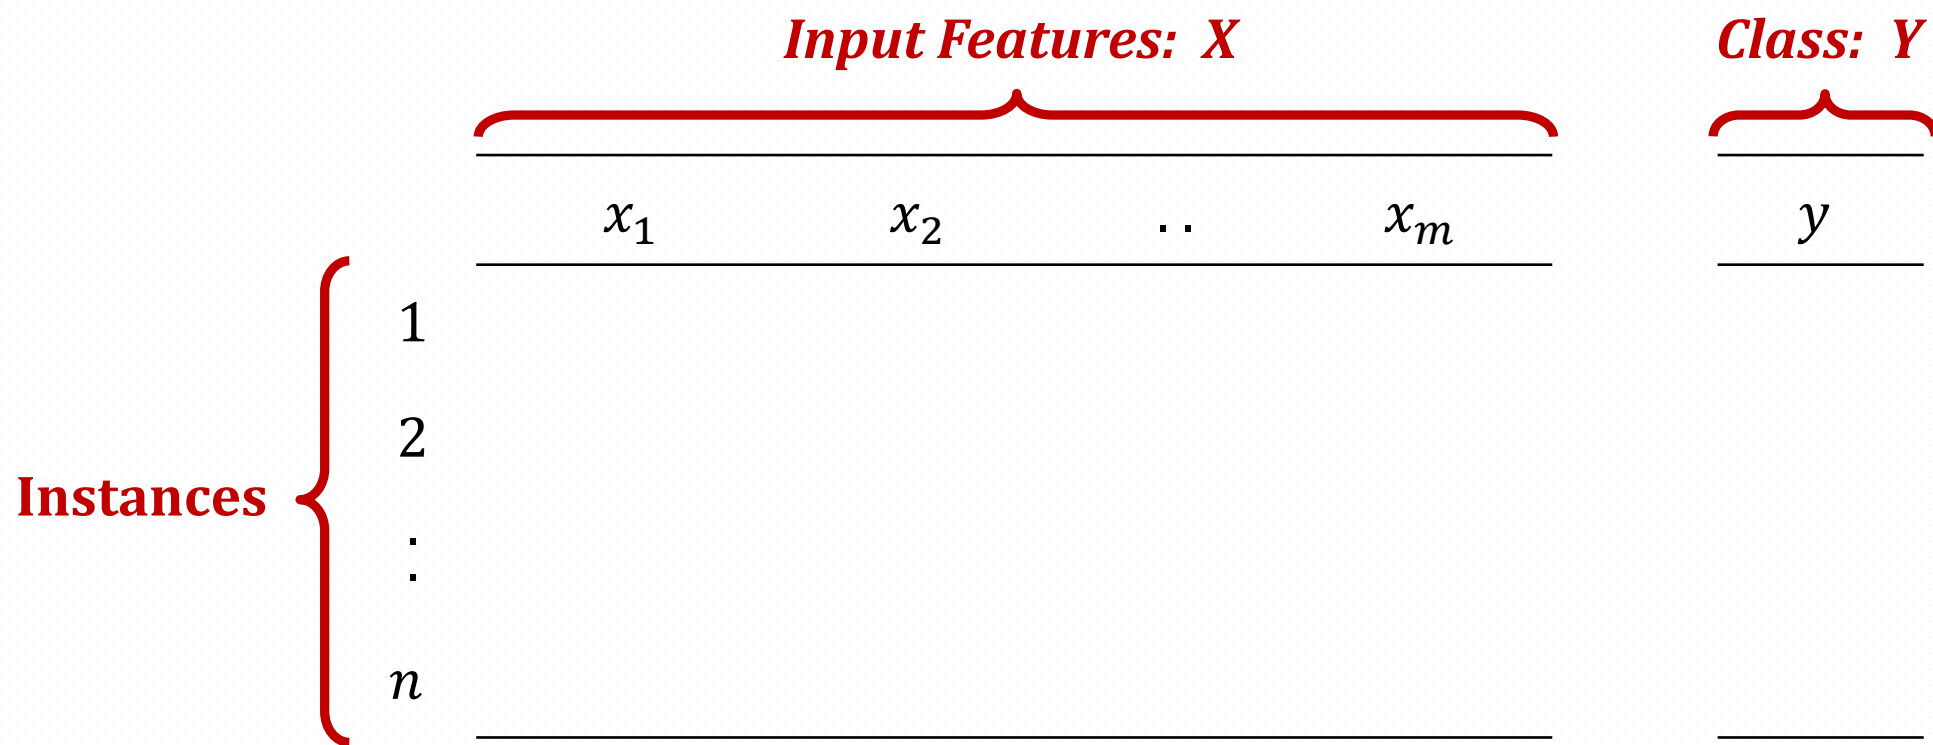 Input Features: X
Class: Y
x₁ x₂ . . xₘ y
1
2
Instances
:
n